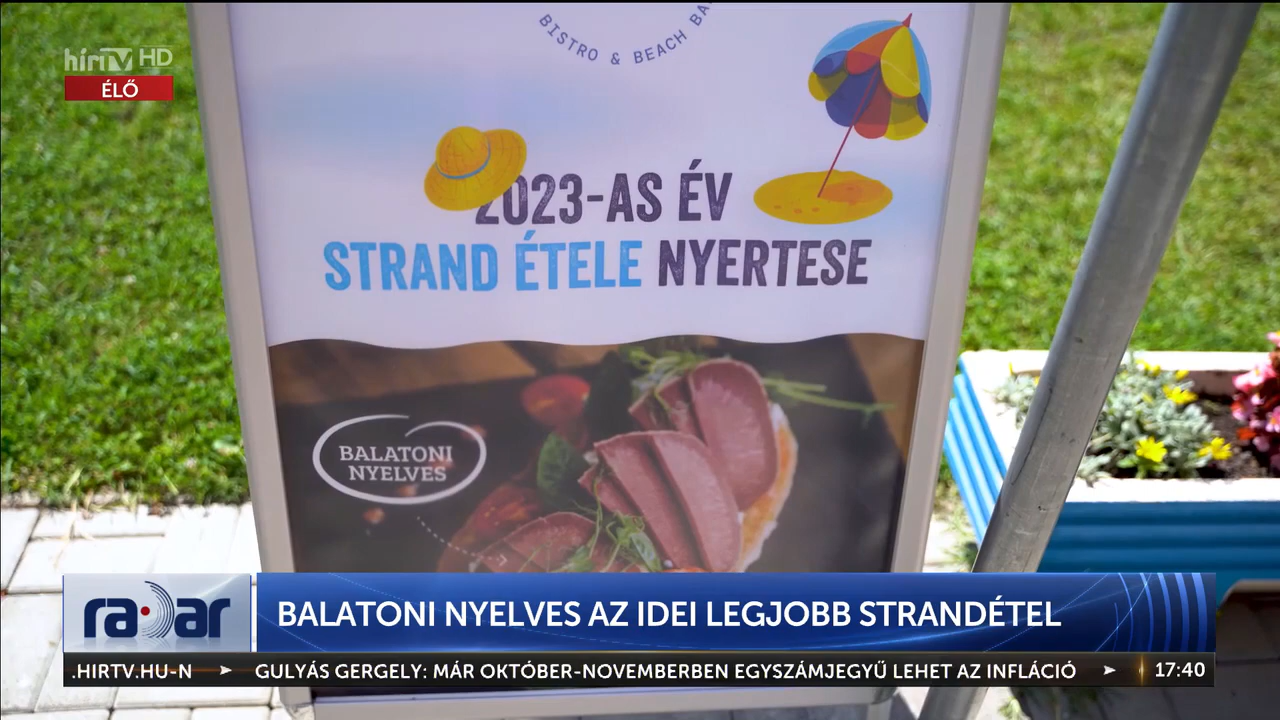 BISTRO & BEACH BA
hírTV HD
ÉLŐ
2023-AS ÉV
STRAND ÉTELE NYERTESE
BALATONI
NYELVES
radar
BALATONI NYELVES AZ IDEI LEGJOBB STRANDÉTEL
.HIRTV.HU-N
GULYÁS GERGELY: MÁR OKTÓBER-NOVEMBERBEN EGYSZÁMJEGYŰ LEHET AZ INFLÁCIÓ
17:40